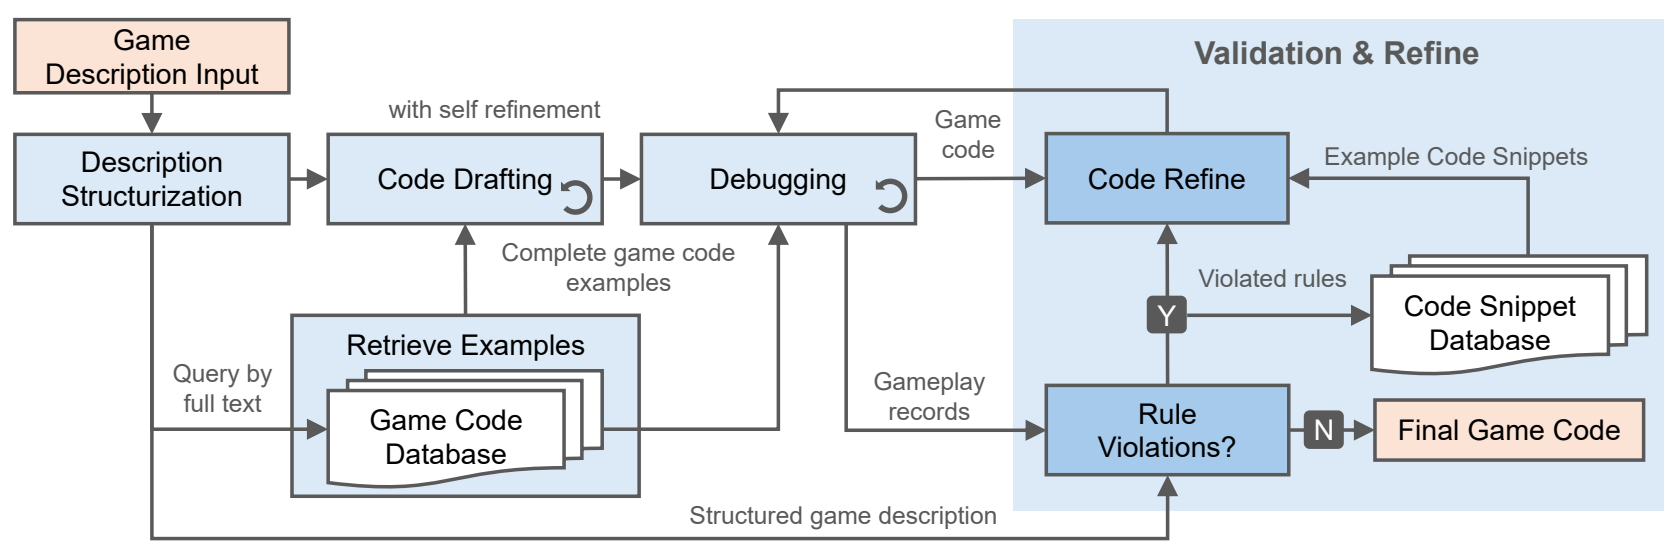 Game
Description Input
Description
Structurization
with self refinement
Code Drafting
Debugging
Game
code
Validation & Refine
Code Refine
Example Code Snippets
Complete game code
examples
Violated rules
Y
Code Snippet
Database
Retrieve Examples
Query by
full text
Game Code
Database
Gameplay
records
Rule
Violations?
N
Final Game Code
Structured game description